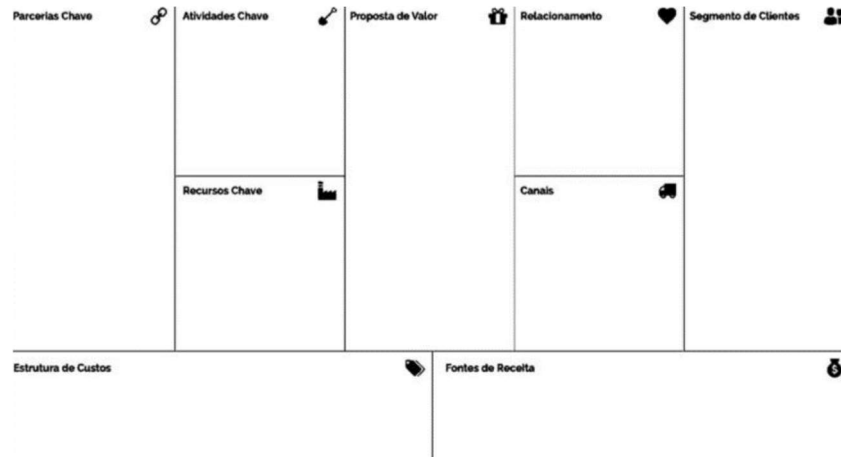 Parcerias Chave
Atividades Chave
Proposta de Valor
Relacionamento
Segmento de Clientes
Recursos Chave
Canais
Estrutura de Custos
Fontes de Receita
$